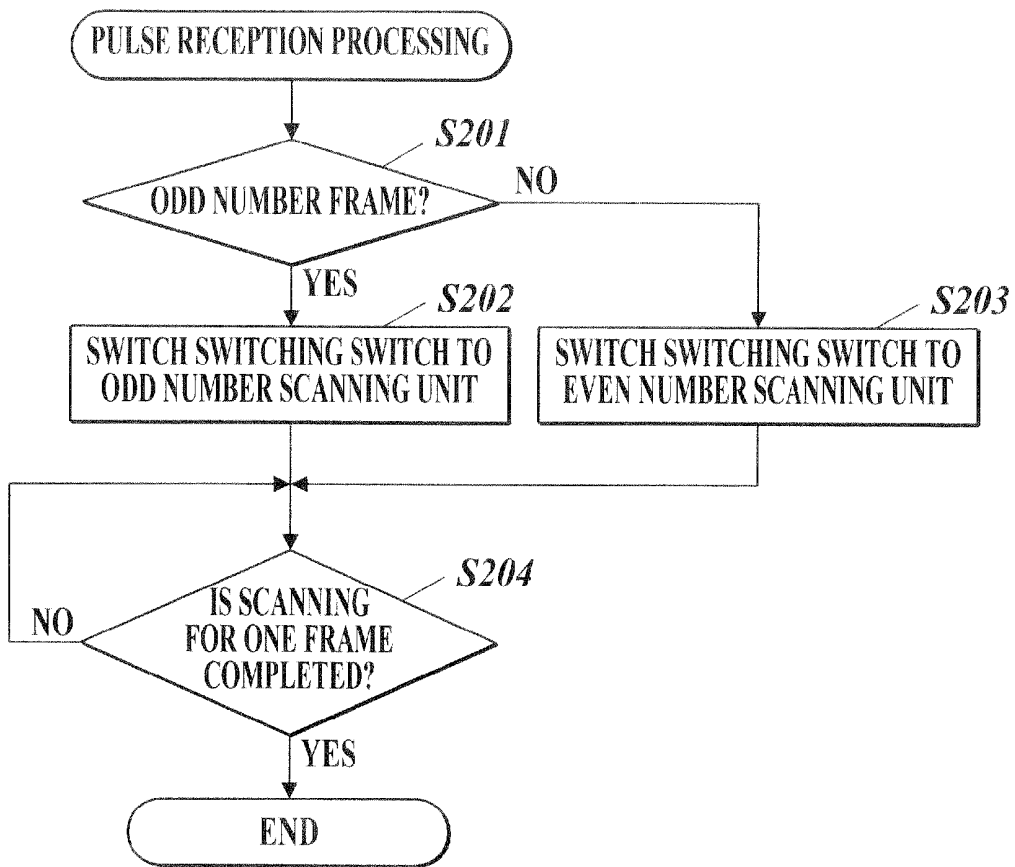 PULSE RECEPTION PROCESSING
S201
ODD NUMBER FRAME?
NO
YES
S202
SWITCH SWITCHING SWITCH TO
ODD NUMBER SCANNING UNIT
S203
SWITCH SWITCHING SWITCH TO
EVEN NUMBER SCANNING UNIT
S204
IS SCANNING
FOR ONE FRAME
COMPLETED?
NO
YES
END